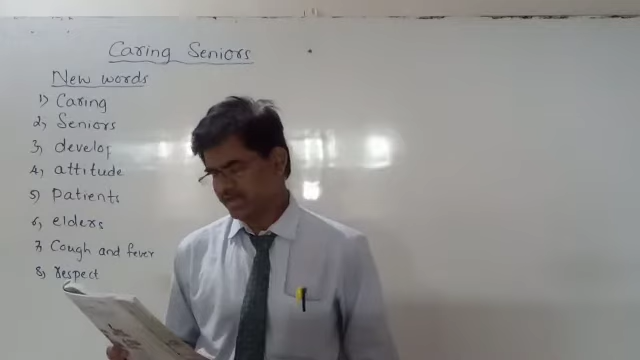 Caring Seniors
New words
1) Caring
2, Seniors
3, develop
4, attitude
5) Patients
6, elders
7, Cough and fever
8, respect